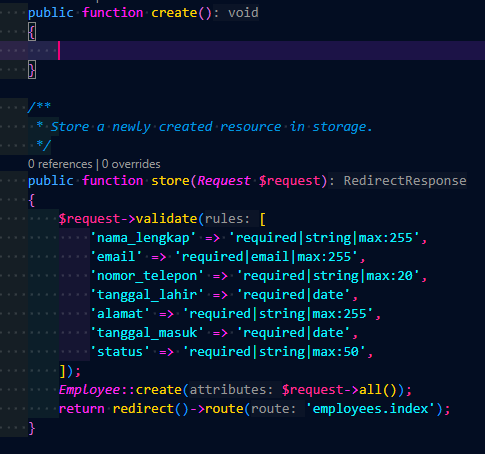 public function create(): void
{
}
/**
 * Store a newly created resource in storage.
 */
0 references | 0 overrides
public function store(Request $request): RedirectResponse
{
$request->validate(rules: [
'nama_lengkap' => 'required|string|max:255',
'email' => 'required|email|max:255',
'nomor_telepon' => 'required|string|max:20',
'tanggal_lahir' => 'required|date',
'alamat' => 'required|string|max:255',
'tanggal_masuk' => 'required|date',
'status' => 'required|string|max:50',
]);
Employee::create(attributes: $request->all());
return redirect()->route(route: 'employees.index');
}